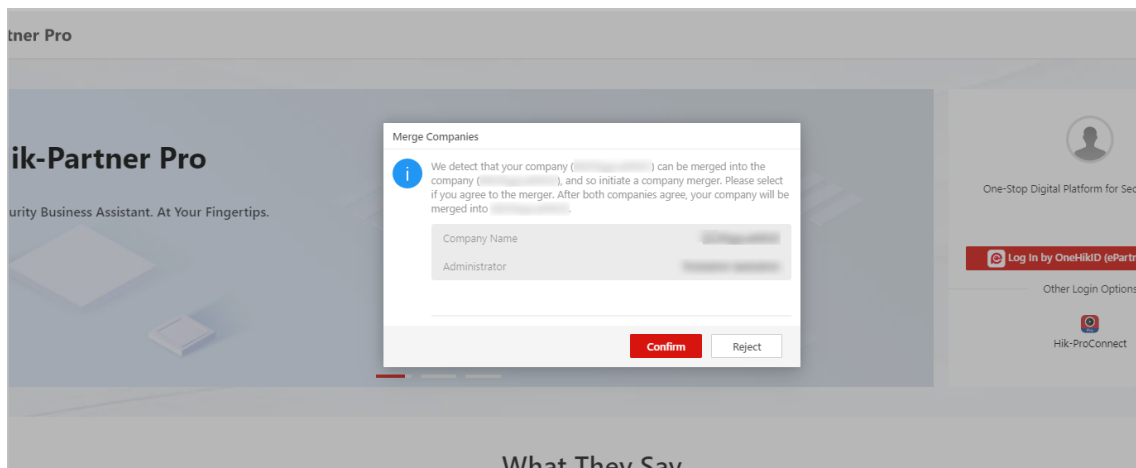 tner Pro
ik-Partner Pro
urity Business Assistant. At Your Fingertips.
Merge Companies
We detect that your company ( ) can be merged into the
company ( ), and so initiate a company merger. Please select
if you agree to the merger. After both companies agree, your company will be
merged into .
Company Name
Administrator
Confirm
Reject
One-Stop Digital Platform for Sec
Log In by OneHikID (ePartn
Other Login Options
Hik-ProConnect
What They Say